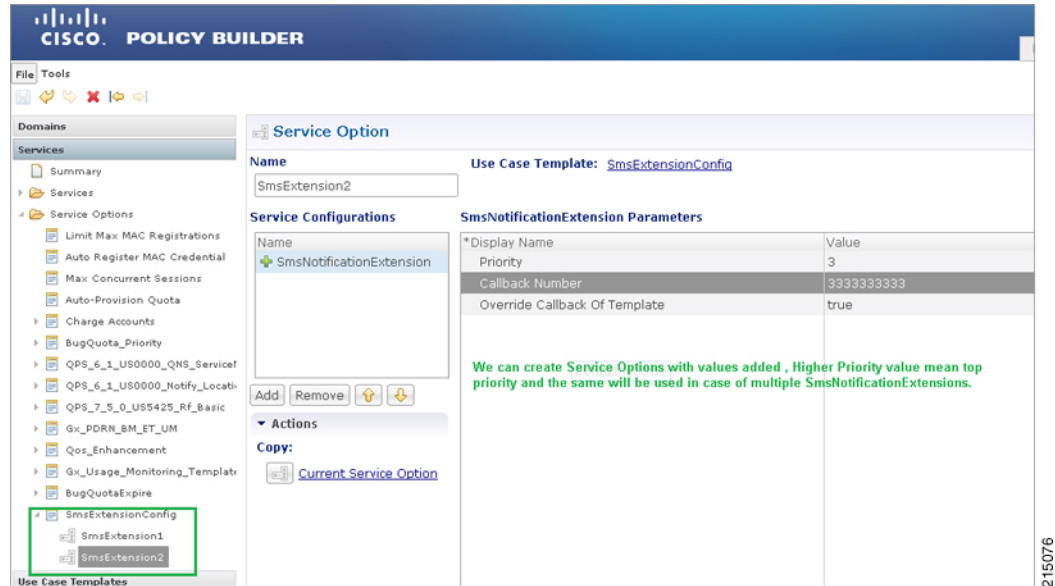 CISCO. POLICY BUILDER
File Tools
Domains
Services
Summary
Services
Service Options
Limit Max MAC Registrations
Auto Register MAC Credential
Max Concurrent Sessions
Auto-Provision Quota
Charge Accounts
BugQuota_Priority
QPS_6_1_US0000_QNS_Servicef
QPS_6_1_US0000_Notify_Locati
QPS_7_5_0_US5425_Rf_Basic
Gx_PDRN_BM_ET_UM
Qos_Enhancement
Gx_Usage_Monitoring_Template
BugQuotaExpire
SmsExtensionConfig
SmsExtension1
SmsExtension2
Use Case Templates
Service Option
Name
SmsExtension2
Use Case Template: SmsExtensionConfig
Service Configurations
Name
SmsNotificationExtension
Add Remove
Actions
Copy:
Current Service Option
SmsNotificationExtension Parameters
*Display Name Value
Priority 3
Callback Number 3333333333
Override Callback Of Template true
We can create Service Options with values added , Higher Priority value mean top
priority and the same will be used in case of multiple SmsNotificationExtensions.
215076